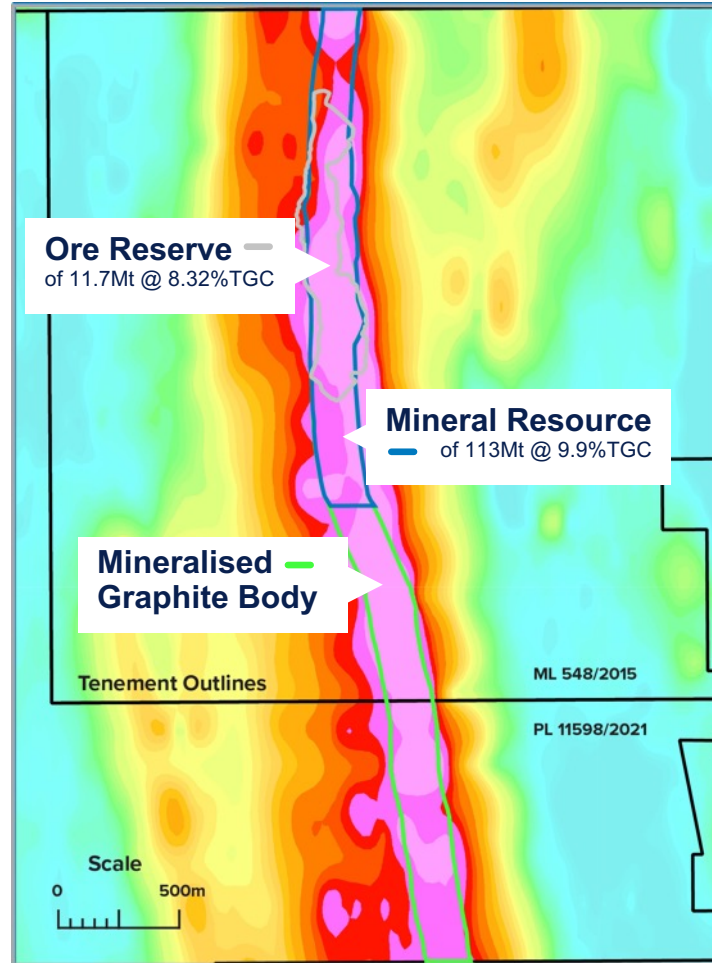 Ore Reserve
of 11.7Mt @ 8.32%TGC
Mineral Resource
of 113Mt @ 9.9%TGC
Mineralised
Graphite Body
Tenement Outlines
ML 548/2015
PL 11598/2021
Scale
0 500m